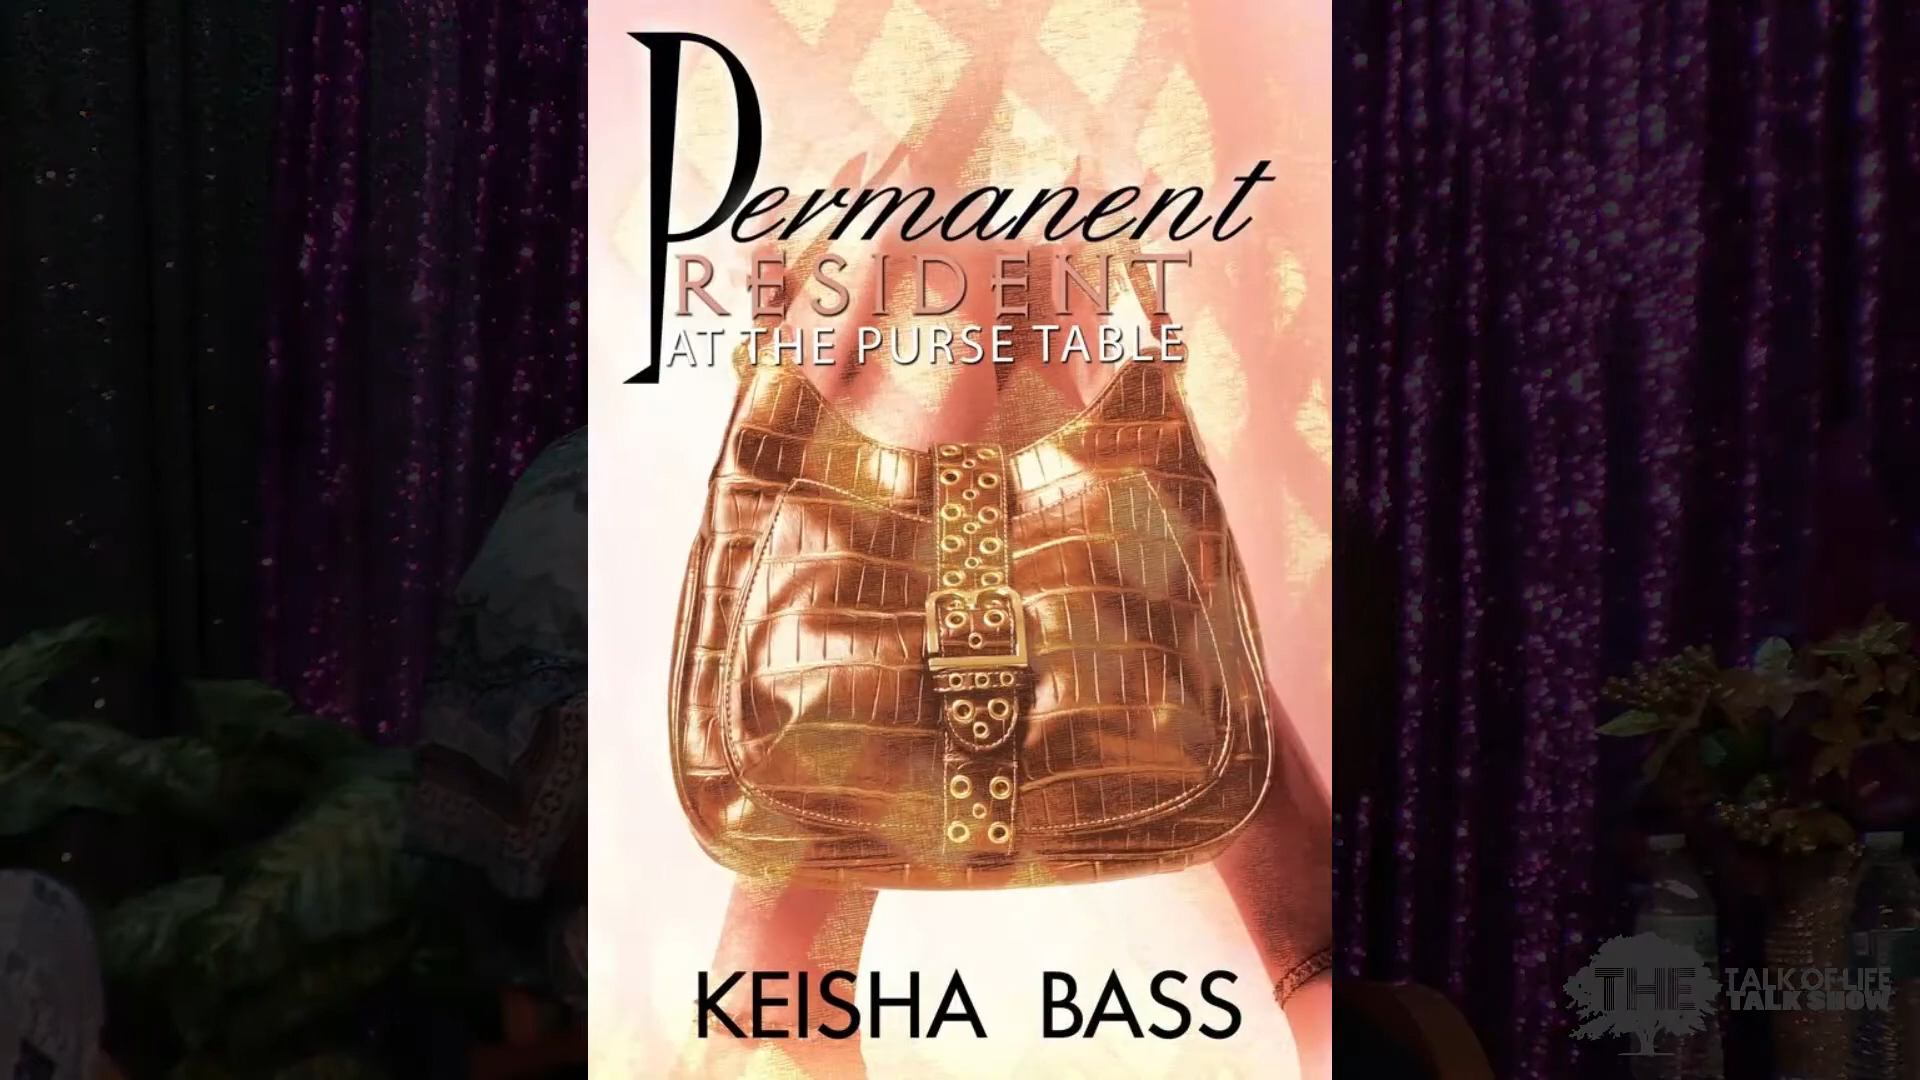 Permanent
RESIDENT
AT THE PURSE TABLE
KEISHA BASS
THE TALK OF LIFE
TALK SHOW